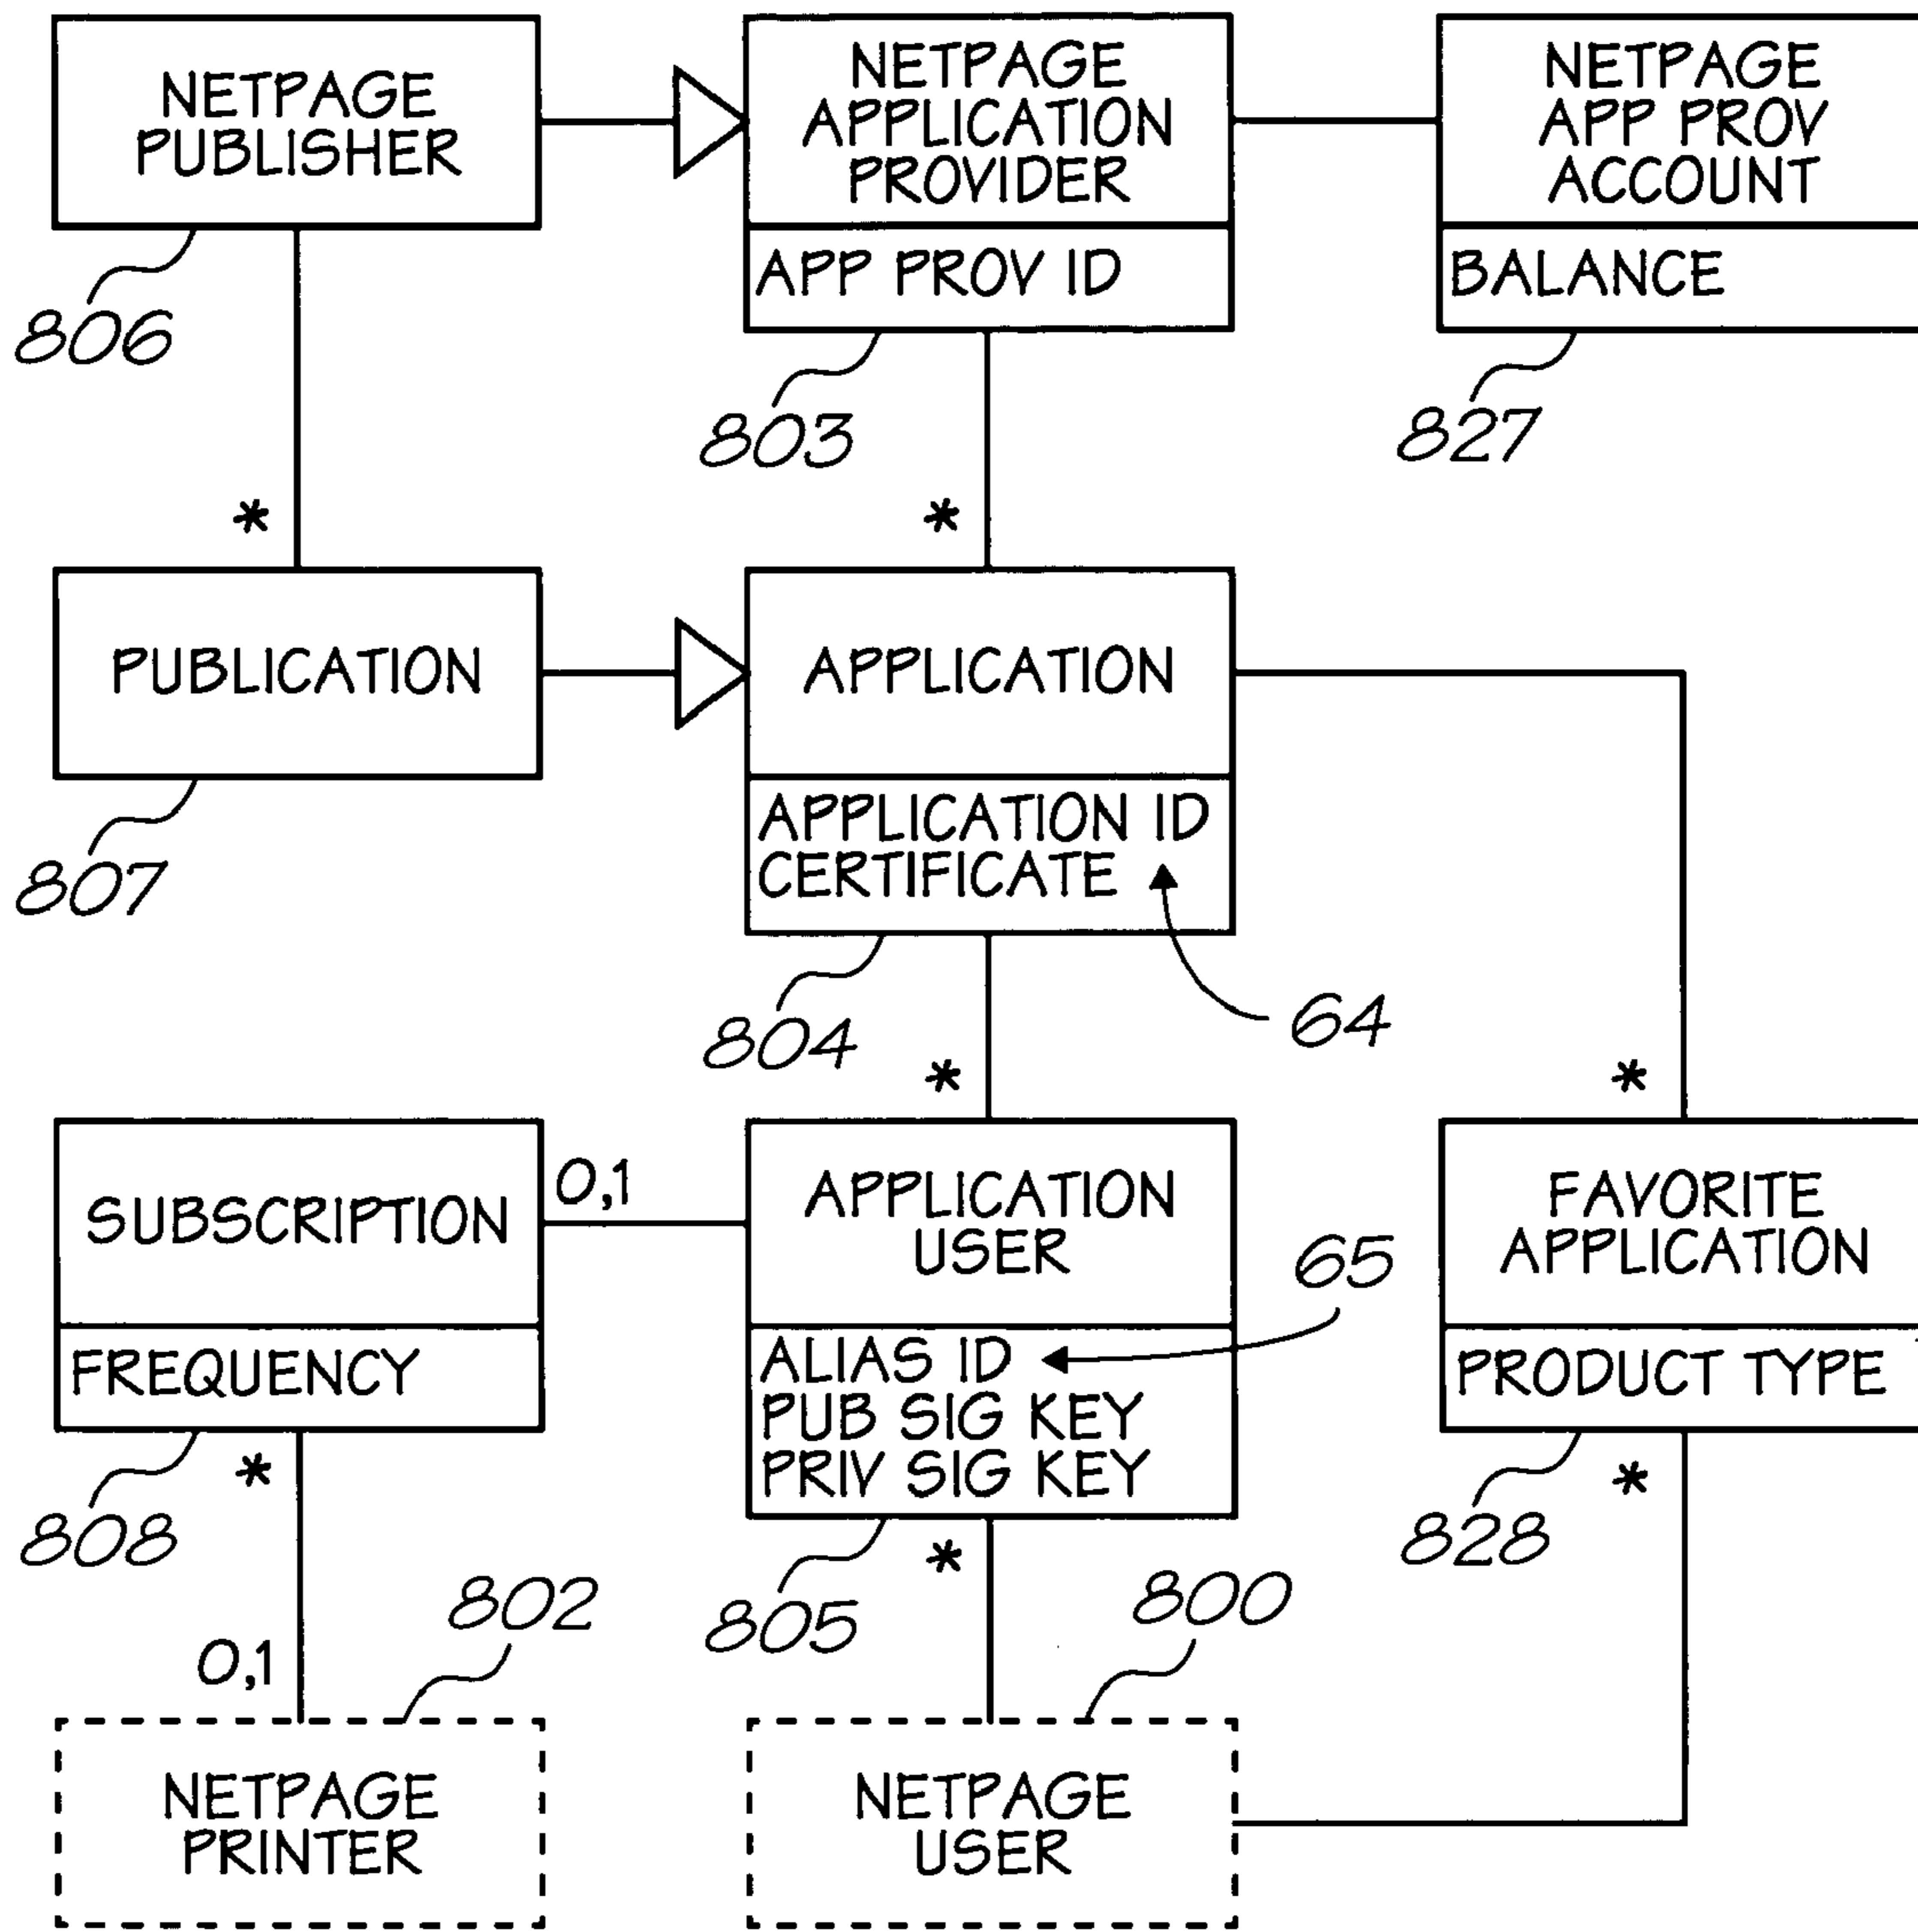 NETPAGE
PUBLISHER
806
NETPAGE
APPLICATION
PROVIDER
APP PROV ID
803
NETPAGE
APP PROV
ACCOUNT
BALANCE
827
*
*
PUBLICATION
807
APPLICATION
APPLICATION ID
CERTIFICATE
804
64
*
*
SUBSCRIPTION
FREQUENCY
808
0,1
APPLICATION
USER
ALIAS ID
PUB SIG KEY
PRIV SIG KEY
805
65
FAVORITE
APPLICATION
PRODUCT TYPE
828
*
*
*
0,1
802
800
NETPAGE
PRINTER
NETPAGE
USER